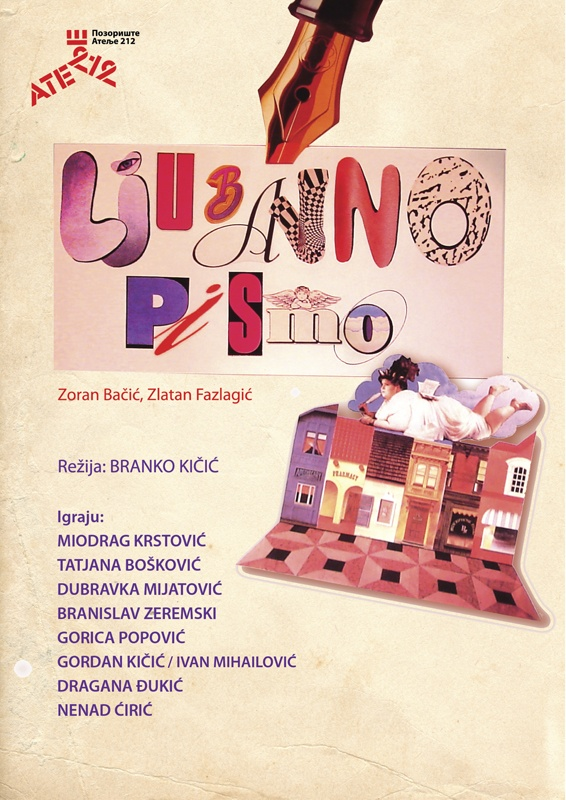 Позориште
Атеље 212
АТЕЉЕ 212
LjUBAVNO
PiSmo
Zoran Bačić, Zlatan Fazlagić
Režija: BRANKO KIČIĆ
Igraju:
MIODRAG KRSTOVIĆ
TATJANA BOŠKOVIĆ
DUBRAVKA MIJATOVIĆ
BRANISLAV ZEREMSKI
GORICA POPOVIĆ
GORDAN KIČIĆ / IVAN MIHAILOVIĆ
DRAGANA ĐUKIĆ
NENAD ĆIRIĆ
PHARMACY